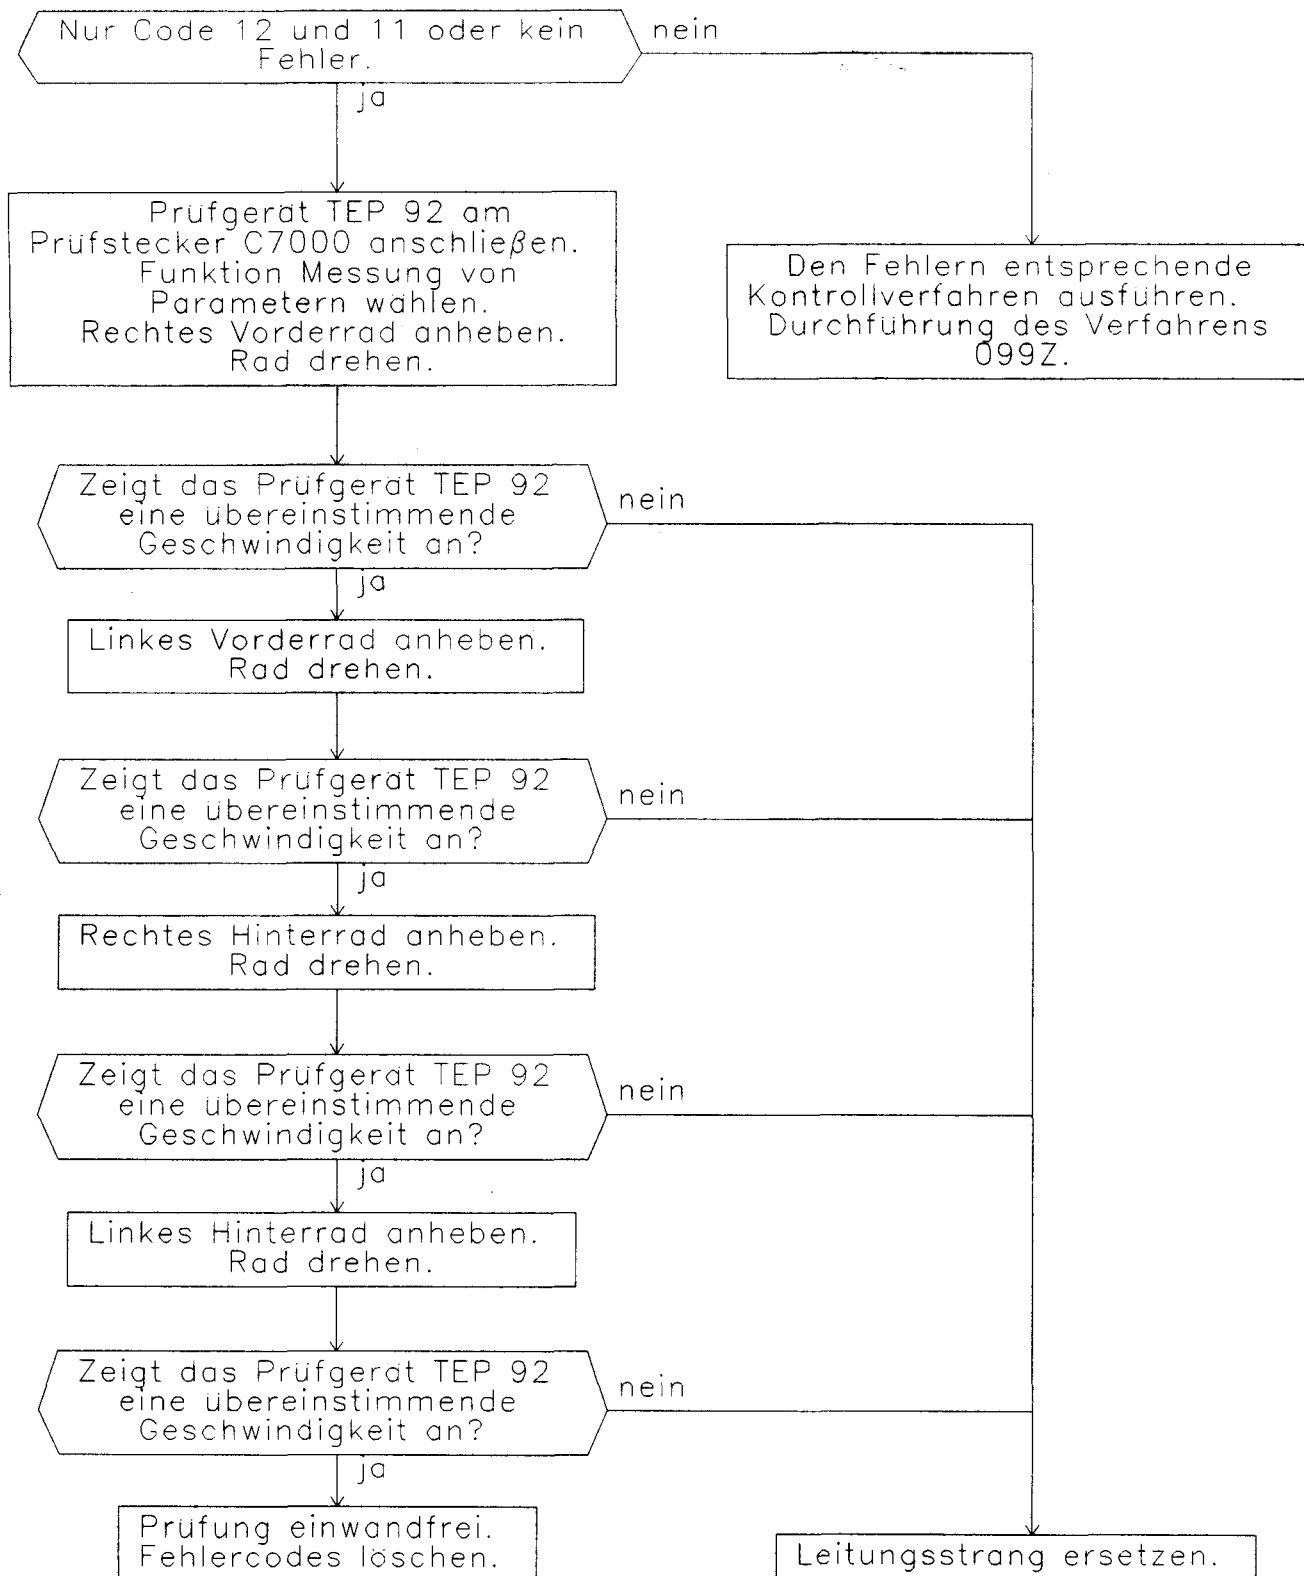 Nur Code 12 und 11 oder kein
Fehler.
nein
ja
Prüfgerät TEP 92 am
Prüfstecker C7000 anschließen.
Funktion Messung von
Parametern wählen.
Rechtes Vorderrad anheben.
Rad drehen.
Den Fehlern entsprechende
Kontrollverfahren ausführen.
Durchführung des Verfahrens
099Z.
Zeigt das Prüfgerät TEP 92
eine übereinstimmende
Geschwindigkeit an?
nein
ja
Linkes Vorderrad anheben.
Rad drehen.
Zeigt das Prüfgerät TEP 92
eine übereinstimmende
Geschwindigkeit an?
nein
ja
Rechtes Hinterrad anheben.
Rad drehen.
Zeigt das Prüfgerät TEP 92
eine übereinstimmende
Geschwindigkeit an?
nein
ja
Linkes Hinterrad anheben.
Rad drehen.
Zeigt das Prüfgerät TEP 92
eine übereinstimmende
Geschwindigkeit an?
nein
ja
Prüfung einwandfrei.
Fehlercodes löschen.
Leitungsstrang ersetzen.